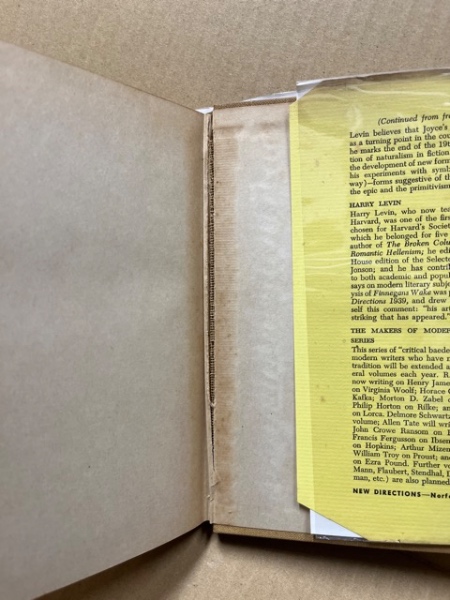 (Continued from fr
Levin believes that Joyce's
as a turning point in the cou
he marks the end of the 19t
tion of naturalism in fiction
the development of new form
his experiments with symb
way)—forms suggestive of th
the epic and the primitivism
HARRY LEVIN
Harry Levin, who now tea
Harvard, was one of the firs
chosen for Harvard's Societ
which he belonged for five
author of The Broken Colu
Romantic Hellenism; he edi
House edition of the Selecte
Jonson; and he has contrib
to both academic and popul
says on modern literary subje
ysis of Finnegans Wake was p
Directions 1939, and drew
self this comment: "his art
striking that has appeared."
THE MAKERS OF MODER
SERIES
This series of "critical baede
modern writers who have m
tradition will be extended a
eral volumes each year. R.
now writing on Henry Jame
on Virginia Woolf; Horace G
Kafka; Morton D. Zabel o
Philip Horton on Rilke; an
on Lorca. Delmore Schwart
volume; Allen Tate will writ
John Crowe Ransom on I
Francis Fergusson on Ibsen
on Hopkins; Arthur Mizen
William Troy on Proust; and
on Ezra Pound. Further vo
Mann, Flaubert, Stendhal, D
man, etc.) are also planned
NEW DIRECTIONS—Norfo